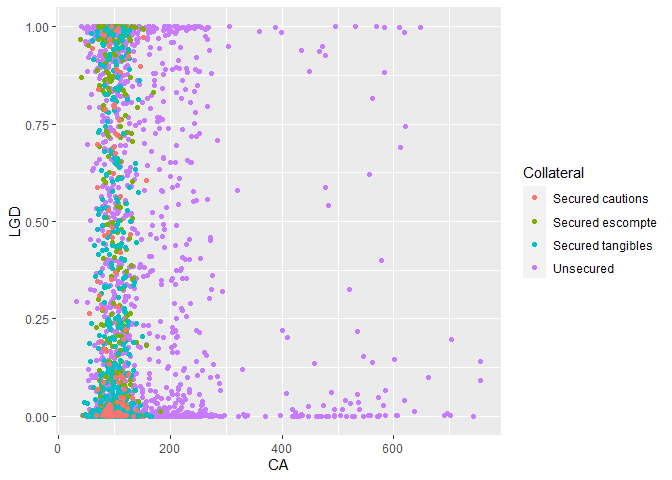 1.00
0.75
0.50
0.25
0.00
LGD
0
200
400
600
CA
Collateral
Secured cautions
Secured escompte
Secured tangibles
Unsecured